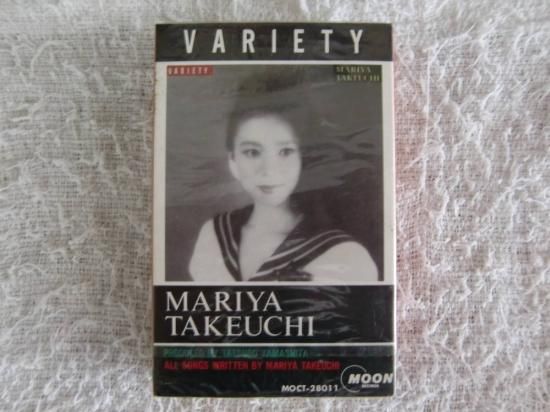 VARIETY
VARIETY
MARIYA
TAKEUCHI
MARIYA
TAKEUCHI
PRODUCED BY TATSURO YAMASHITA
ALL SONGS WRITTEN BY MARIYA TAKEUCHI
MOON
RECORDS
MOCT-28011